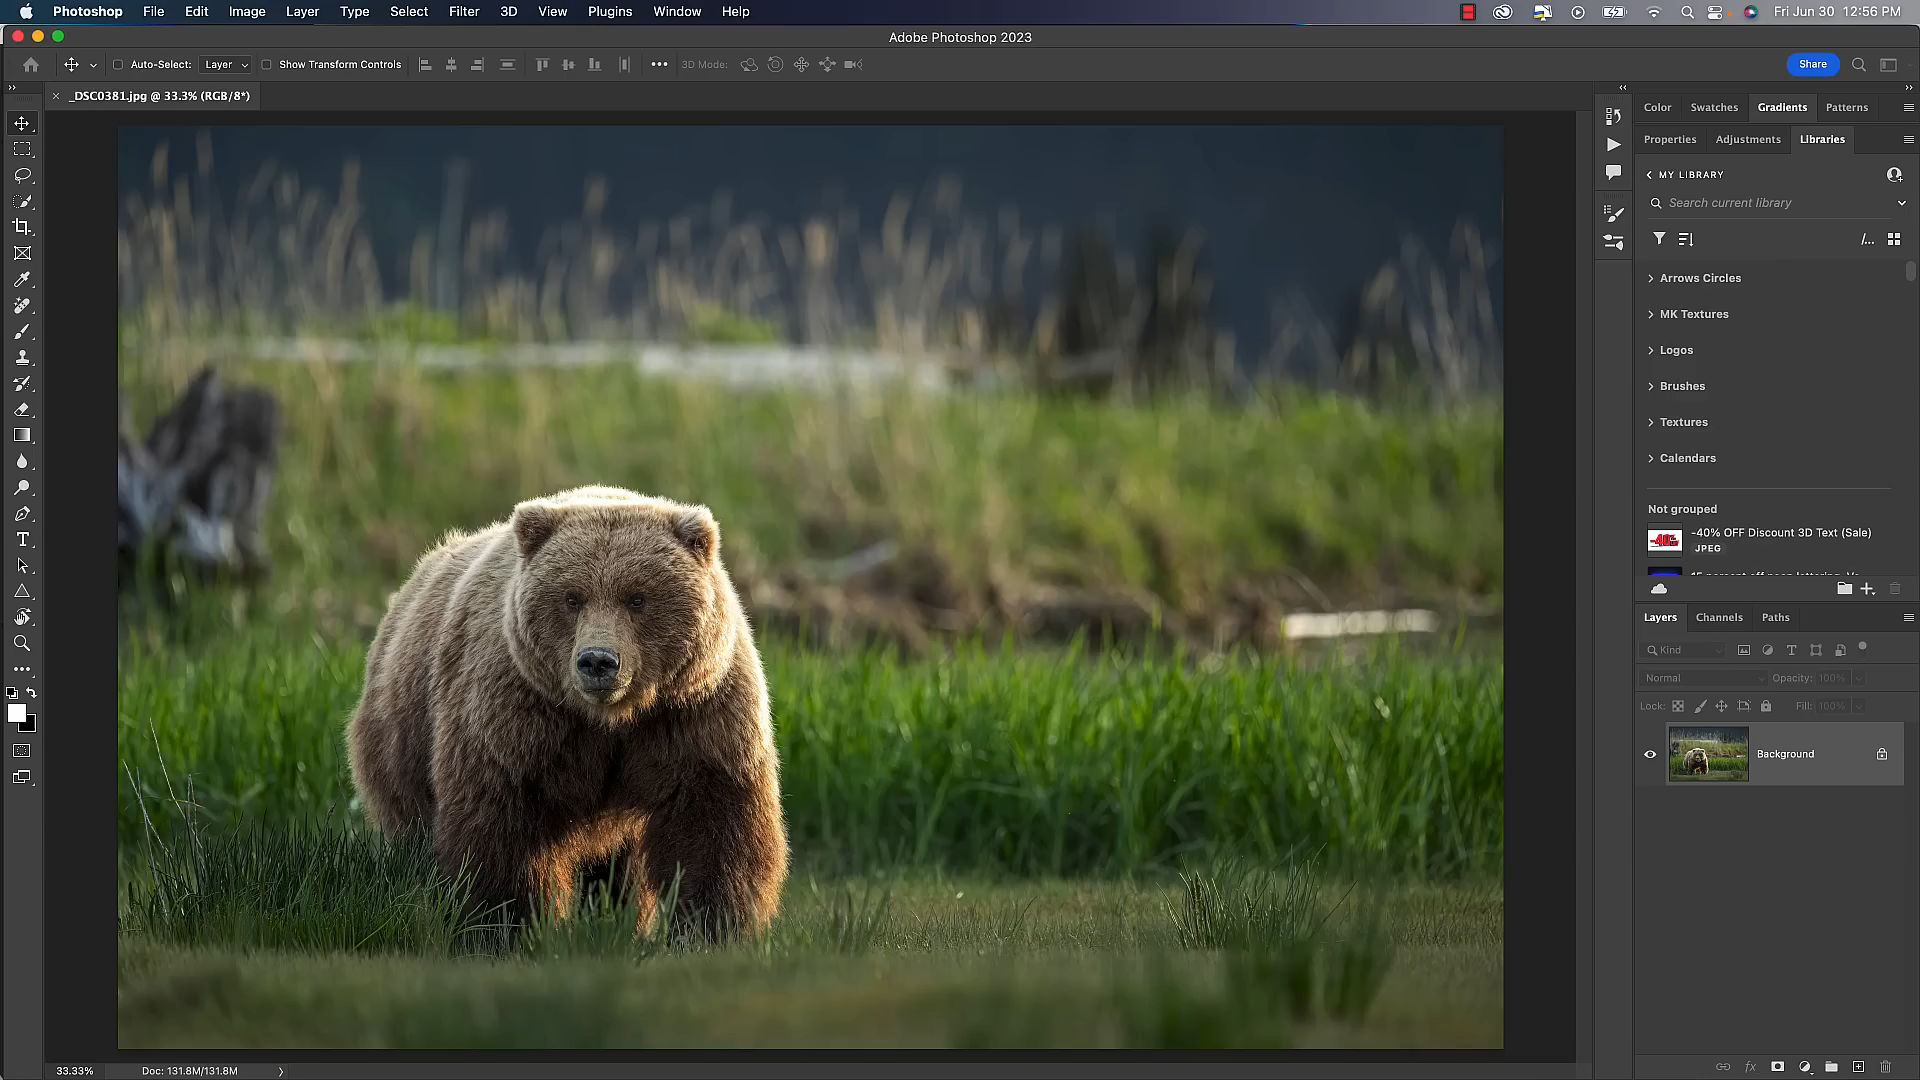 Photoshop File Edit Image Layer Type Select Filter 3D View Plugins Window Help Fri Jun 30 12:56 PM
Adobe Photoshop 2023
Auto-Select: Layer Show Transform Controls 3D Mode: Share
_DSC0381.jpg @ 33.3% (RGB/8*)
Color Swatches Gradients Patterns
Properties Adjustments Libraries
MY LIBRARY
Search current library
/...
Arrows Circles
MK Textures
Logos
Brushes
Textures
Calendars
Not grouped
-40% OFF Discount 3D Text (Sale)
JPEG
Layers Channels Paths
Kind
Normal Opacity: 100%
Lock: Fill: 100%
Background
33.33% Doc: 131.8M/131.8M